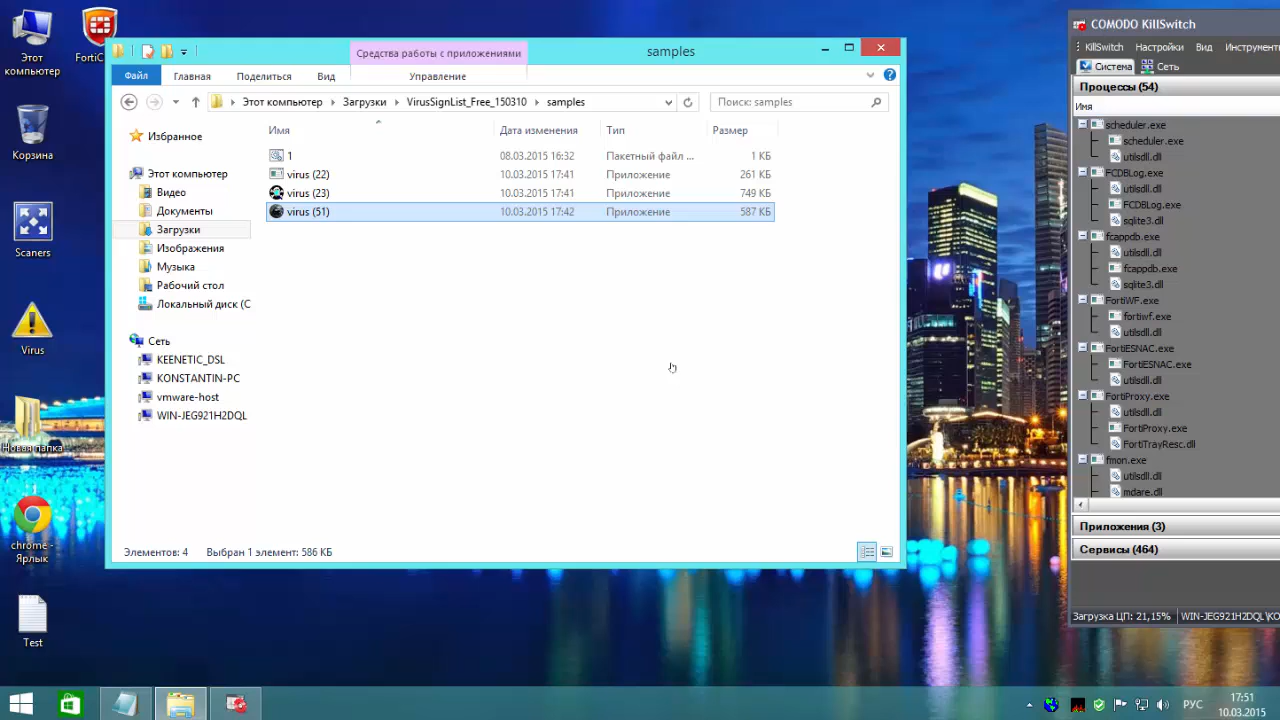 Этот компьютер
FortiC
Корзина
Scaners
Virus
Новая папка
chrome - Ярлык
Test
Средства работы с приложениями
samples
Файл
Главная
Поделиться
Вид
Управление
Этот компьютер
Загрузки
VirusSignList_Free_150310
samples
Поиск: samples
Избранное
Этот компьютер
Видео
Документы
Загрузки
Изображения
Музыка
Рабочий стол
Локальный диск (C
Сеть
KEENETIC_DSL
KONSTANTIN-PC
vmware-host
WIN-JEG921H2DQL
Имя Дата изменения Тип Размер
1 08.03.2015 16:32 Пакетный файл ... 1 КБ
virus (22) 10.03.2015 17:41 Приложение 261 КБ
virus (23) 10.03.2015 17:41 Приложение 749 КБ
virus (51) 10.03.2015 17:42 Приложение 587 КБ
Элементов: 4 Выбран 1 элемент: 586 КБ
COMODO KillSwitch
KillSwitch Настройки Вид Инструмент
Система Сеть
Процессы (54)
Имя
scheduler.exe
scheduler.exe
utilsdll.dll
FCDBLog.exe
utilsdll.dll
FCDBLog.exe
sqlite3.dll
fcappdb.exe
utilsdll.dll
fcappdb.exe
sqlite3.dll
FortiWF.exe
fortiwf.exe
utilsdll.dll
FortiESNAC.exe
FortiESNAC.exe
utilsdll.dll
FortiProxy.exe
utilsdll.dll
FortiProxy.exe
FortiTrayResc.dll
fmon.exe
utilsdll.dll
mdare.dll
Приложения (3)
Сервисы (464)
Загрузка ЦП: 21,15% WIN-JEG921H2DQL\KO
РУС
17:51
10.03.2015